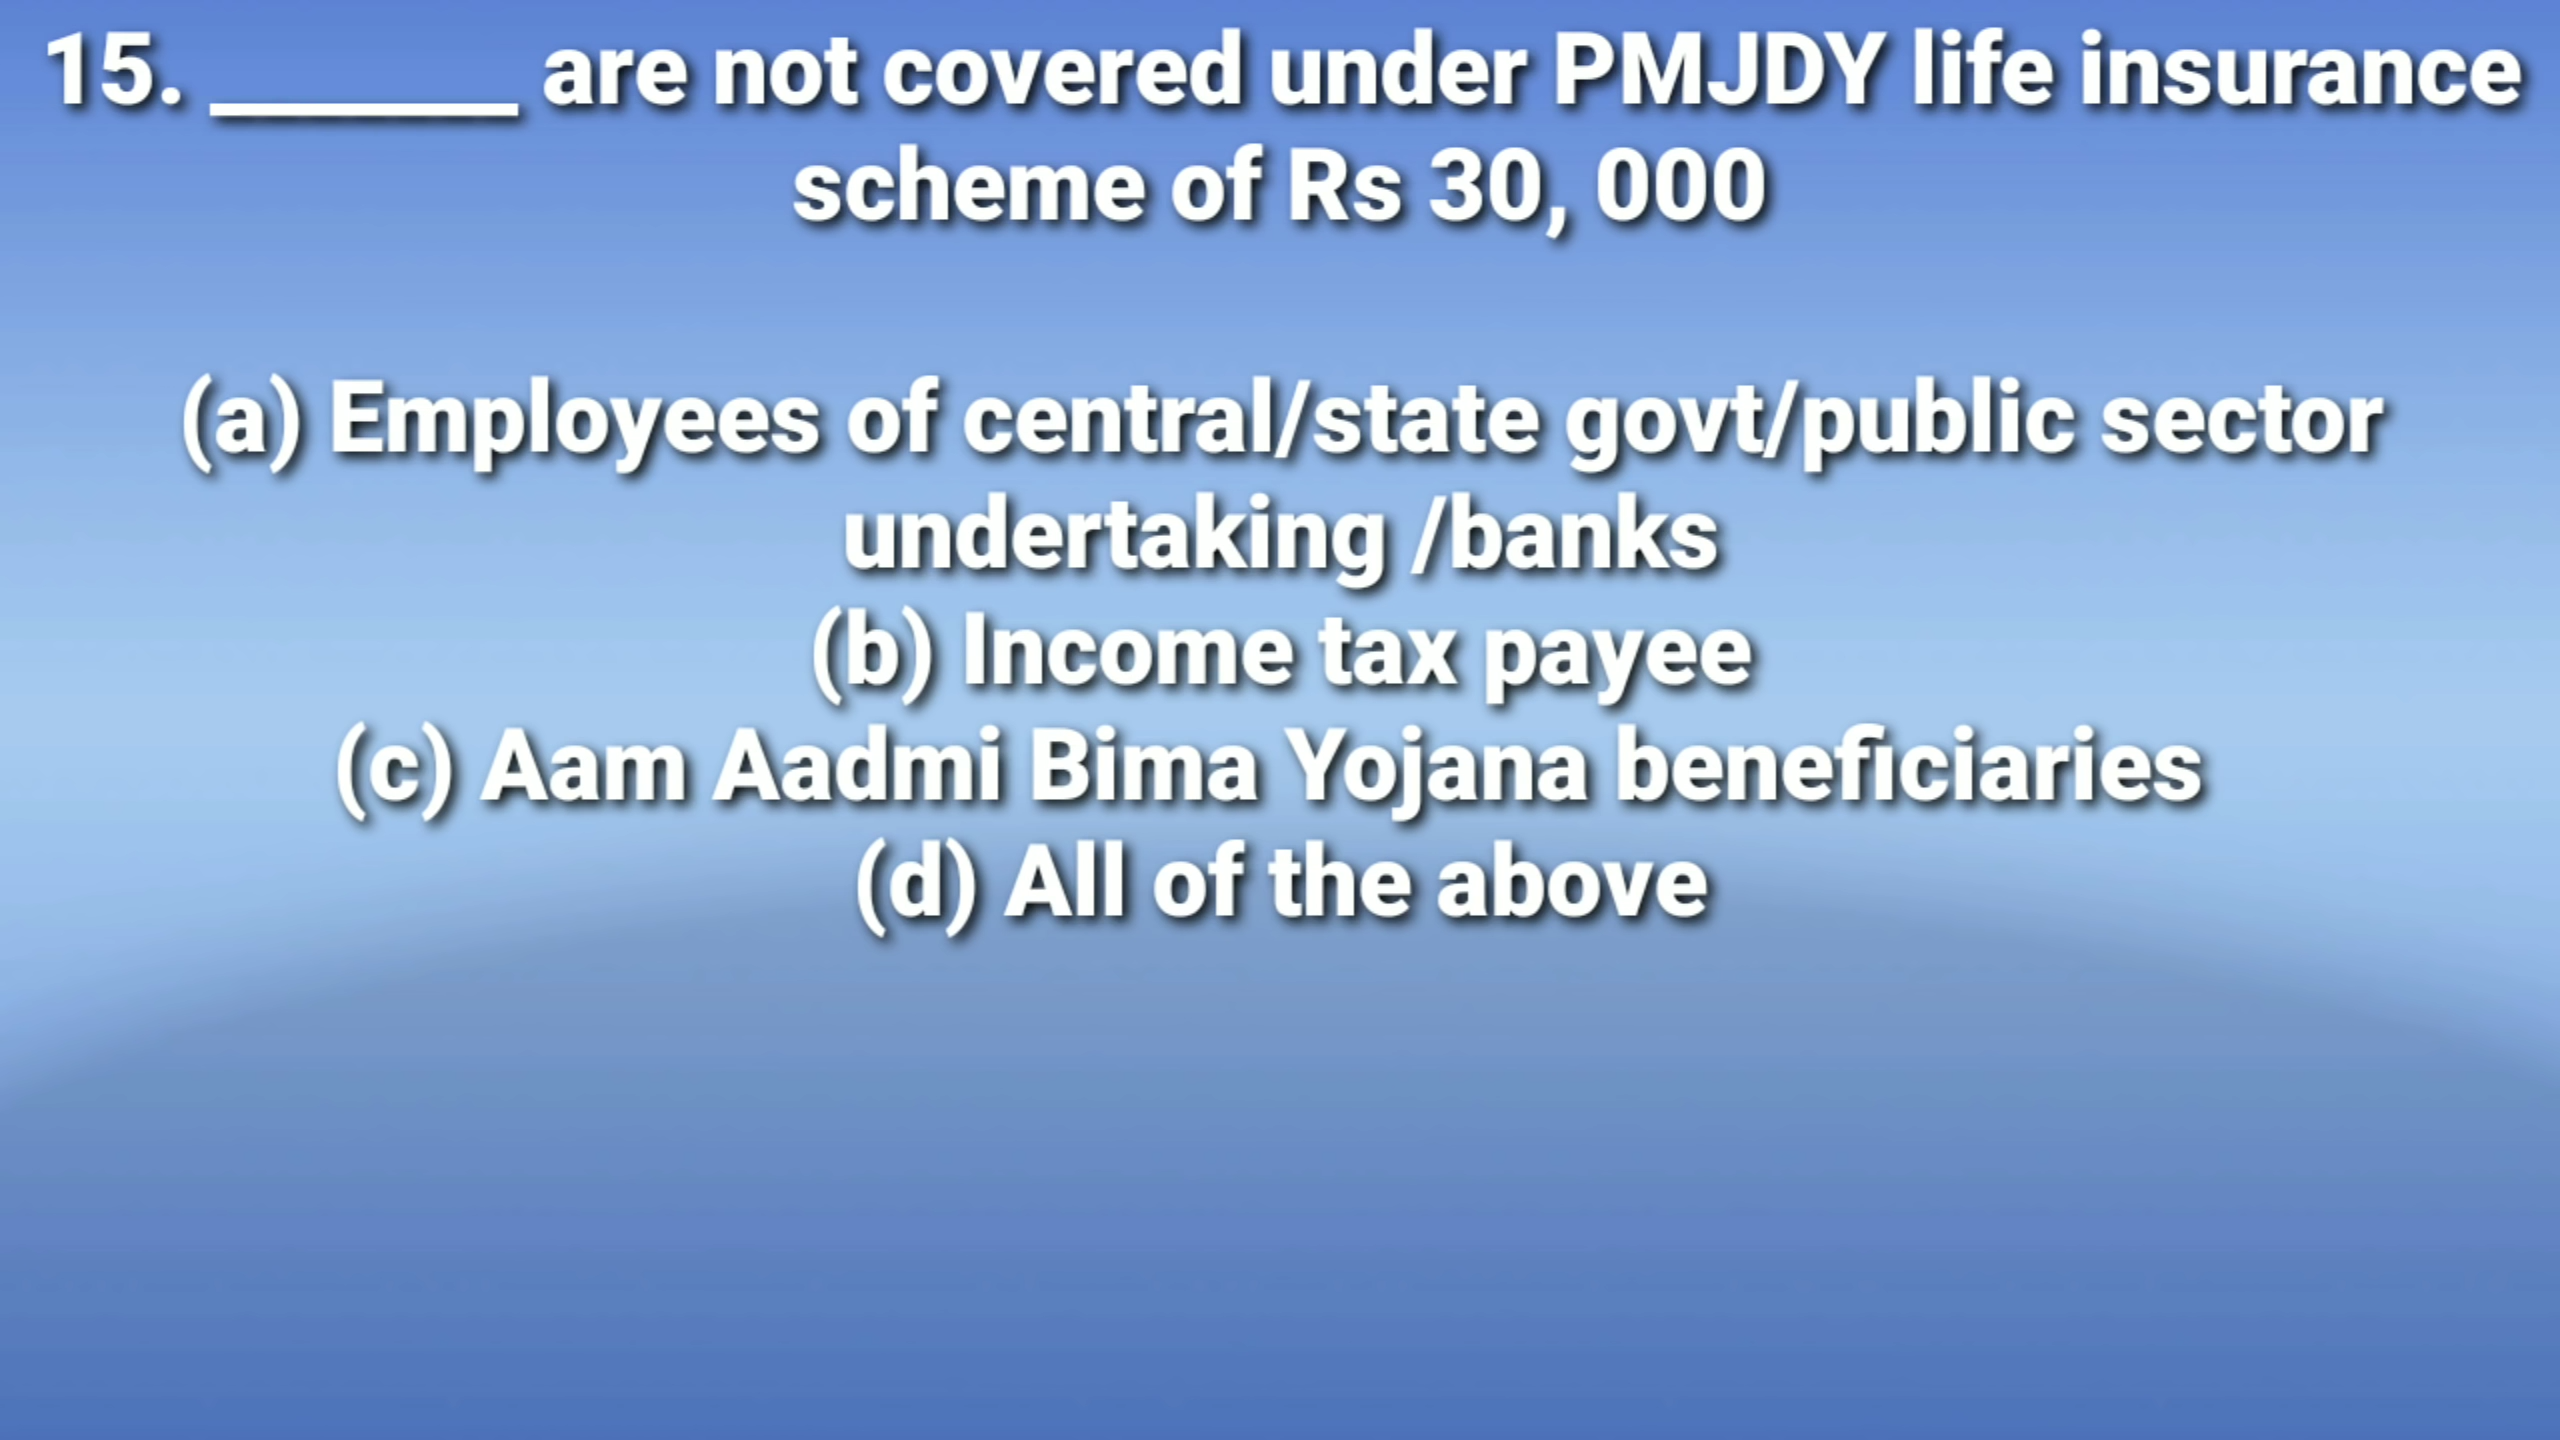 15. ______ are not covered under PMJDY life insurance
scheme of Rs 30, 000
(a) Employees of central/state govt/public sector
undertaking /banks
(b) Income tax payee
(c) Aam Aadmi Bima Yojana beneficiaries
(d) All of the above